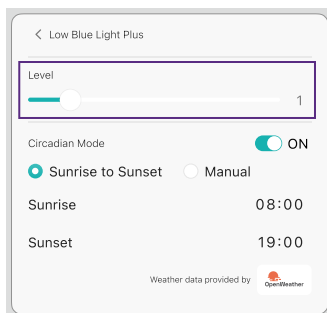 Low Blue Light Plus
Level
1
Circadian Mode ON
Sunrise to Sunset Manual
Sunrise 08:00
Sunset 19:00
Weather data provided by OpenWeather